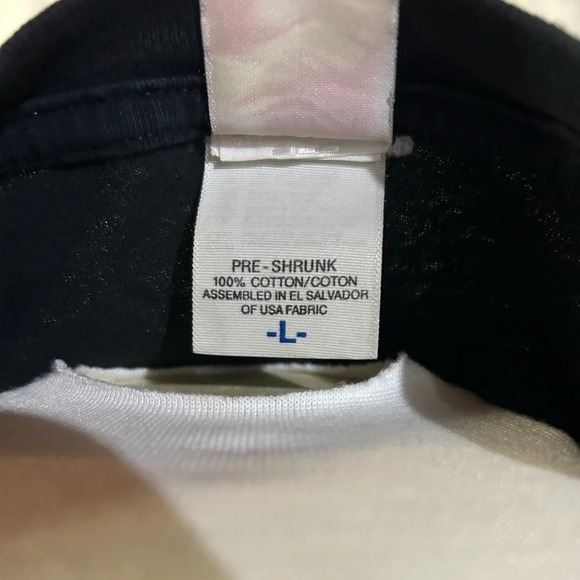 PRE-SHRUNK
100% COTTON/COTON
ASSEMBLED IN EL SALVADOR
OF USA FABRIC
-L-